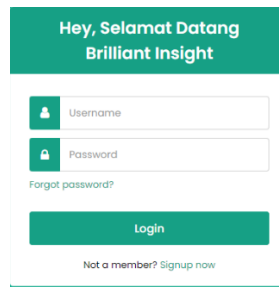 Hey, Selamat Datang
Brilliant Insight
Username
Password
Forgot password?
Login
Not a member? Signup now